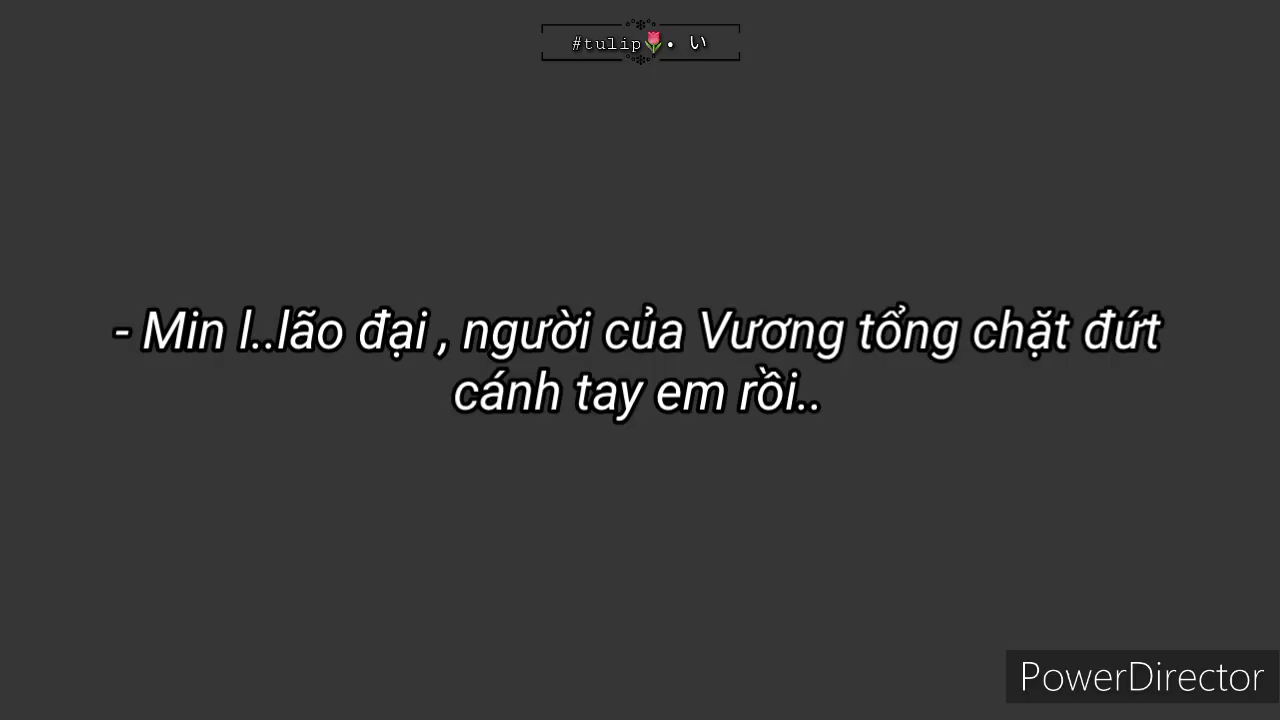 #tulip🌷• い
- Min l..lão đại , người của Vương tổng chặt đứt
cánh tay em rồi..
PowerDirector